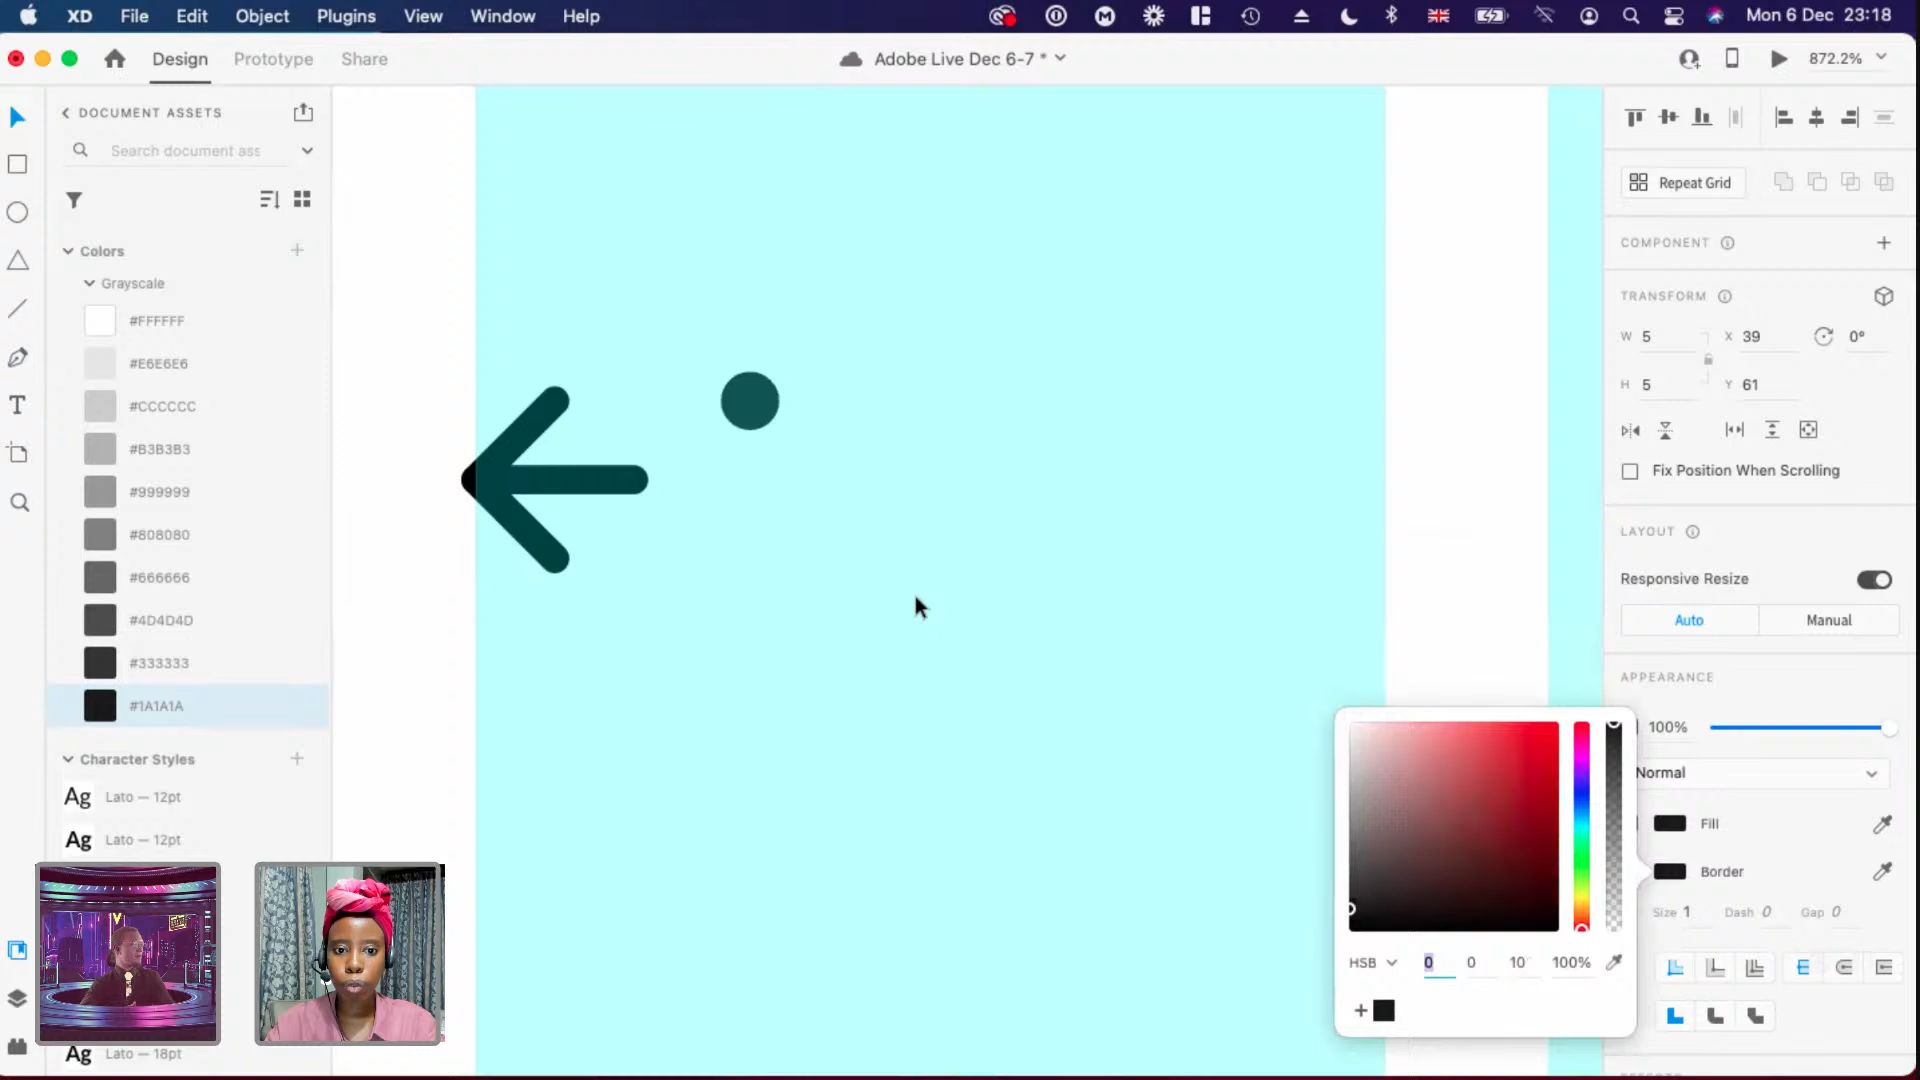 XD File Edit Object Plugins View Window Help Mon 6 Dec 23:18
Design Prototype Share Adobe Live Dec 6-7 * 872.2%
DOCUMENT ASSETS
Search document ass
Colors
Grayscale
#FFFFFF
#E6E6E6
#CCCCCC
#B3B3B3
#999999
#808080
#666666
#4D4D4D
#333333
#1A1A1A
Character Styles
Ag Lato — 12pt
Ag Lato — 12pt
Ag Lato — 18pt
Repeat Grid
COMPONENT
TRANSFORM
W 5 X 39 0°
H 5 Y 61
Fix Position When Scrolling
LAYOUT
Responsive Resize
Auto Manual
APPEARANCE
100%
Normal
Fill
Border
Size 1 Dash 0 Gap 0
HSB 0 0 10 100%